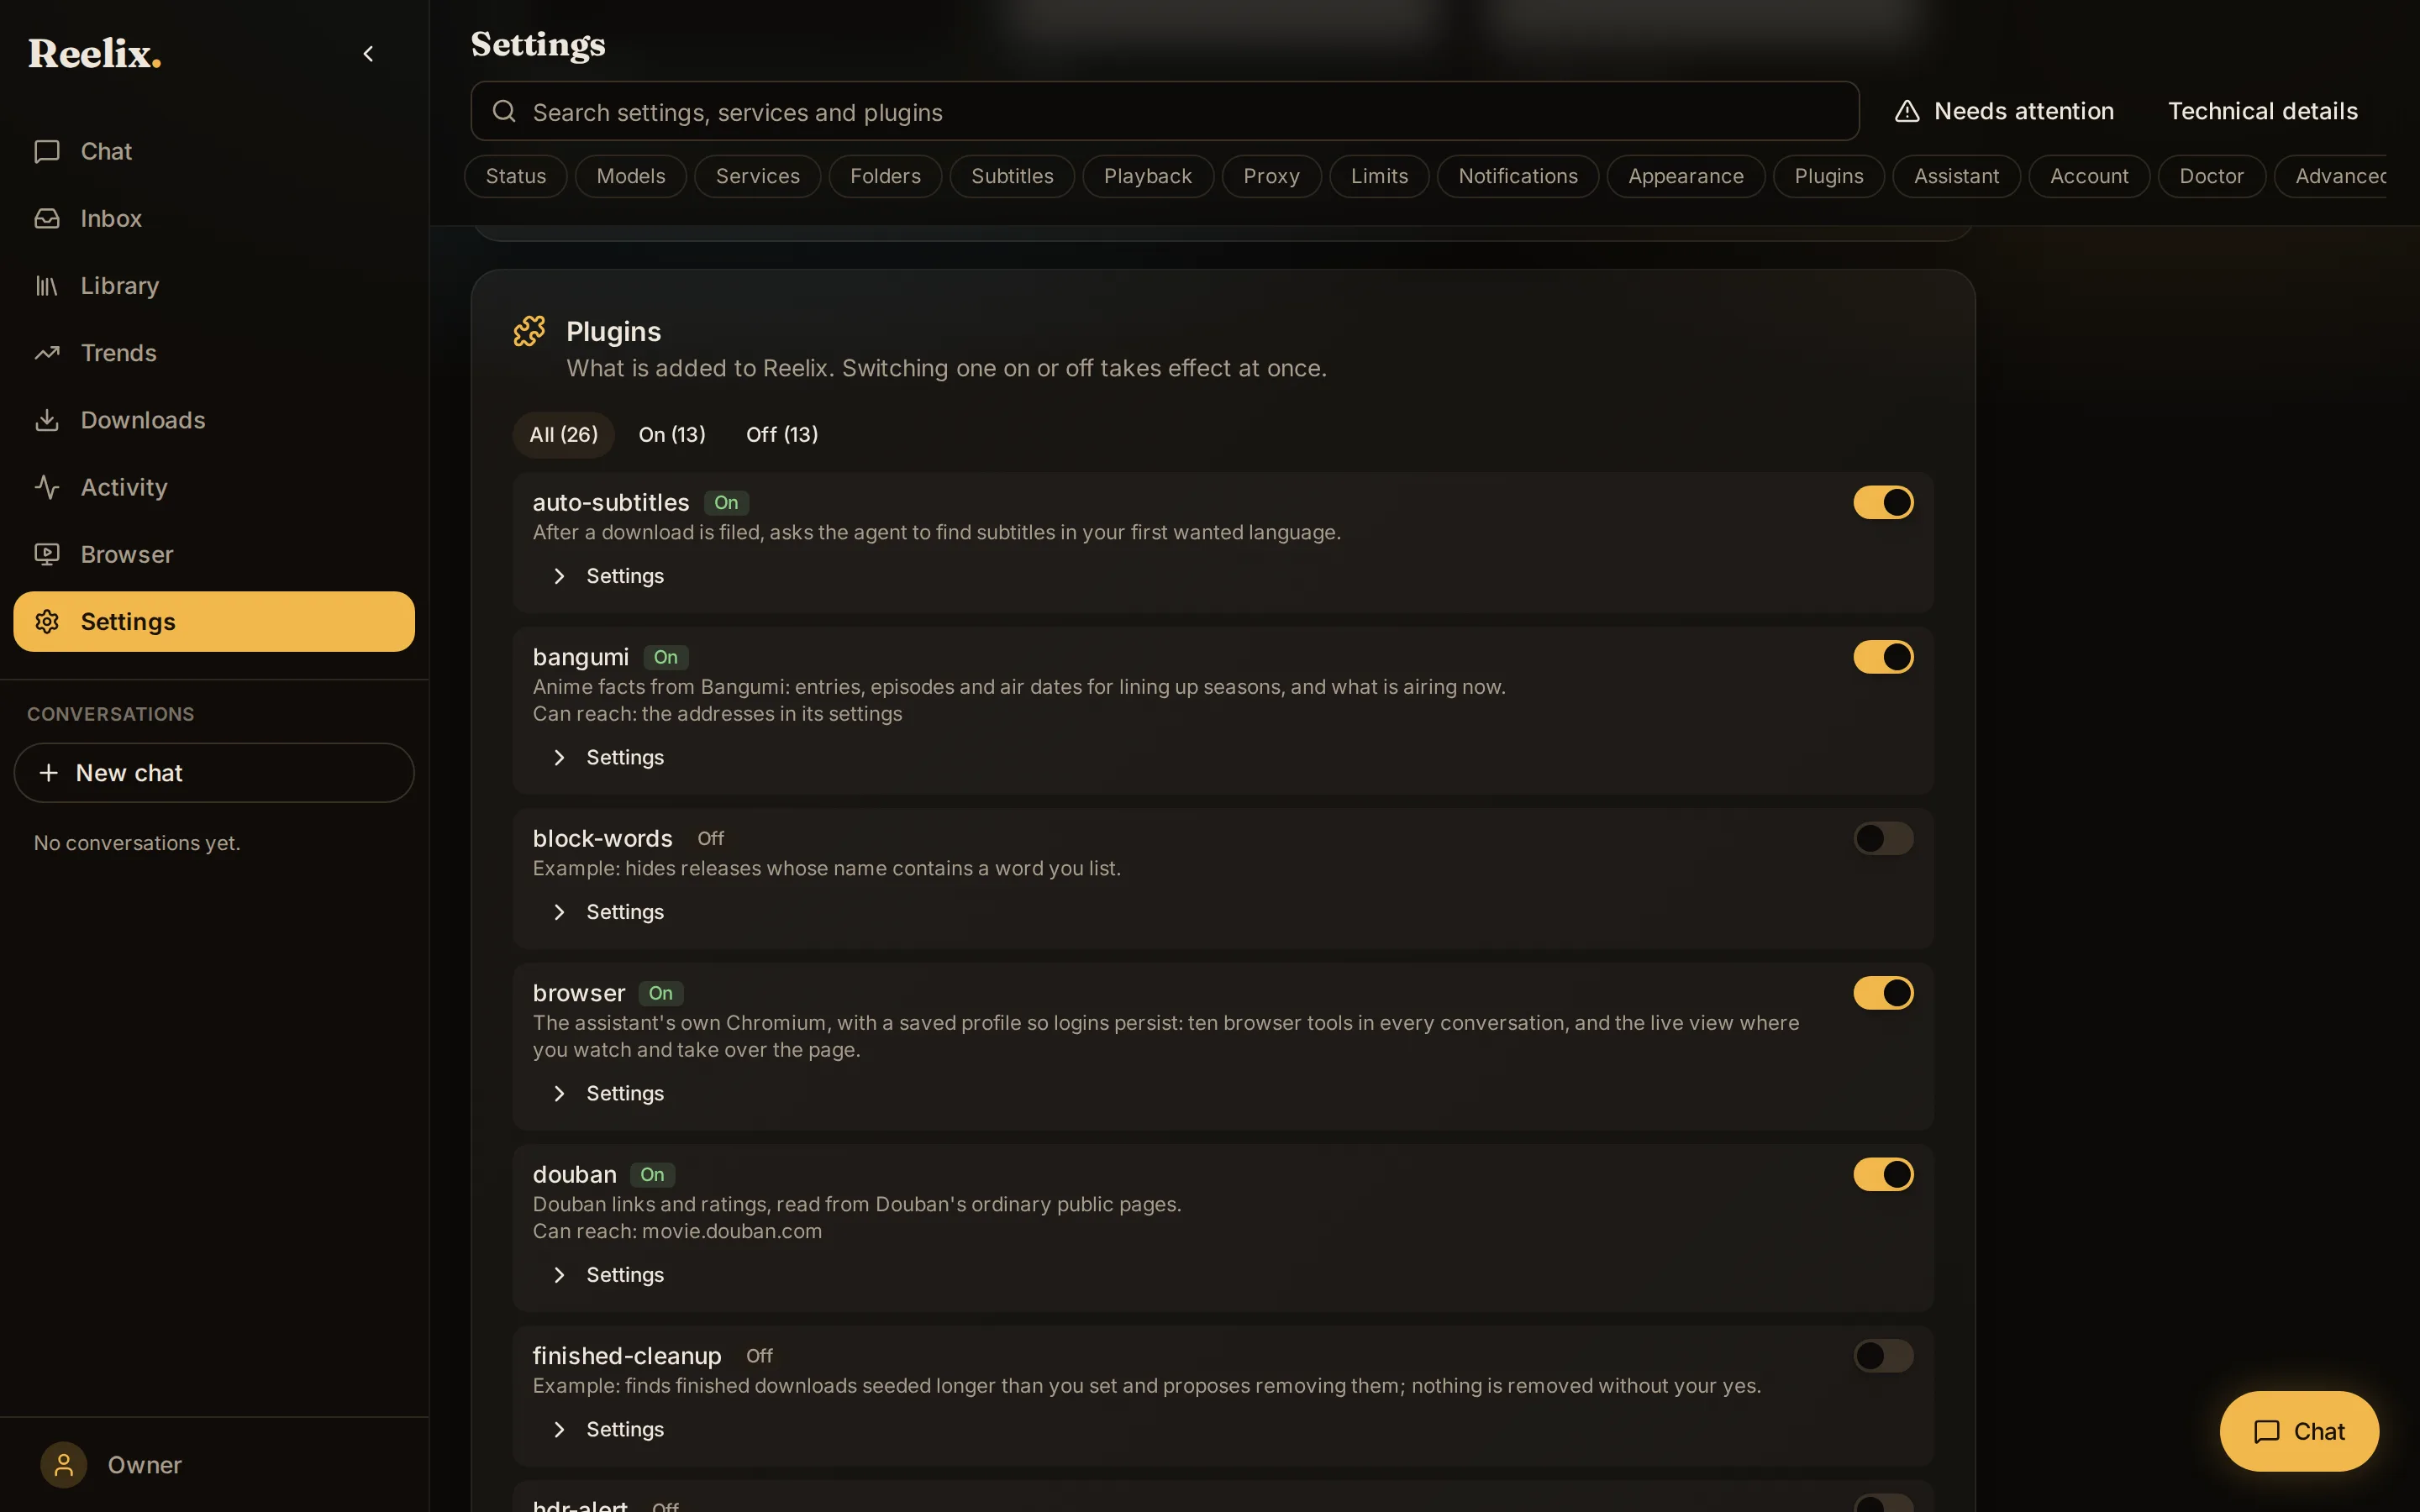 Reelix.
Chat
Inbox
Library
Trends
Downloads
Activity
Browser
Settings
CONVERSATIONS
New chat
No conversations yet.
Owner
Settings
Search settings, services and plugins
Needs attention
Technical details
Status
Models
Services
Folders
Subtitles
Playback
Proxy
Limits
Notifications
Appearance
Plugins
Assistant
Account
Doctor
Advanced
Plugins
What is added to Reelix. Switching one on or off takes effect at once.
All (26)
On (13)
Off (13)
auto-subtitles On
After a download is filed, asks the agent to find subtitles in your first wanted language.
Settings
bangumi On
Anime facts from Bangumi: entries, episodes and air dates for lining up seasons, and what is airing now.
Can reach: the addresses in its settings
Settings
block-words Off
Example: hides releases whose name contains a word you list.
Settings
browser On
The assistant's own Chromium, with a saved profile so logins persist: ten browser tools in every conversation, and the live view where
you watch and take over the page.
Settings
douban On
Douban links and ratings, read from Douban's ordinary public pages.
Can reach: movie.douban.com
Settings
finished-cleanup Off
Example: finds finished downloads seeded longer than you set and proposes removing them; nothing is removed without your yes.
Settings
hdr-alert Off
Chat